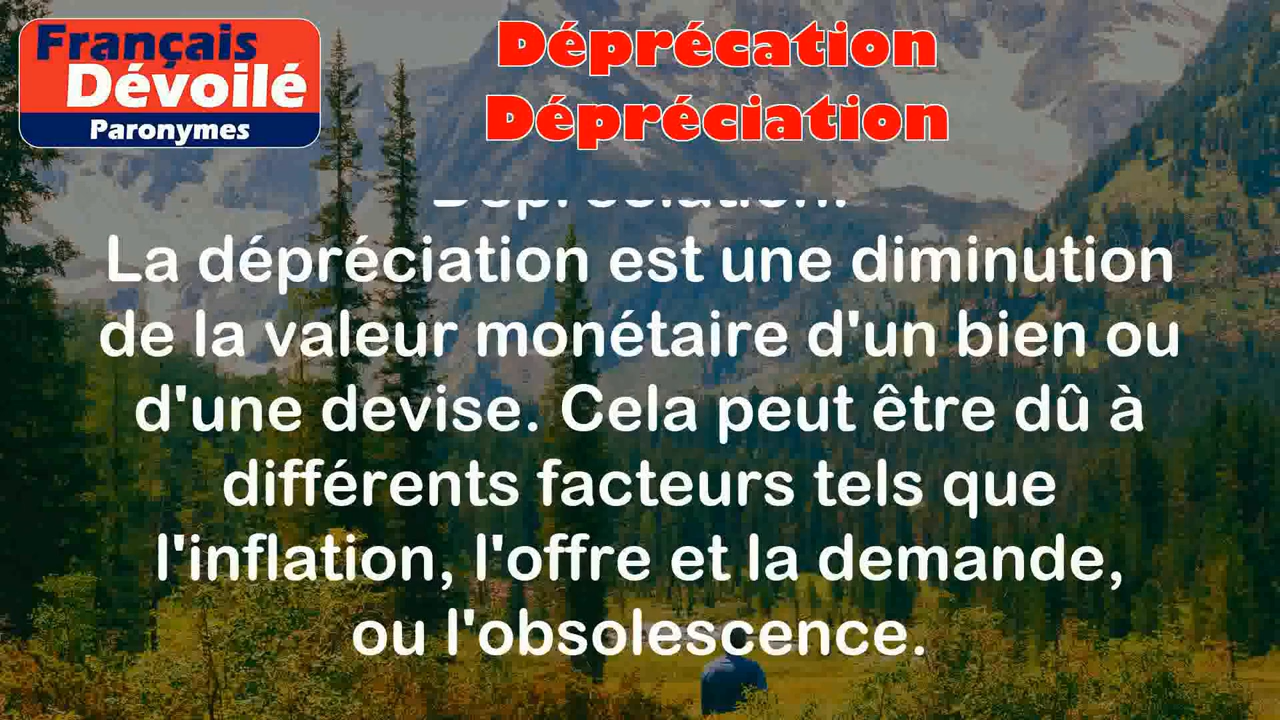 Français
Dévoilé
Paronymes
Déprécation
Dépréciation
La dépréciation est une diminution
de la valeur monétaire d'un bien ou
d'une devise. Cela peut être dû à
différents facteurs tels que
l'inflation, l'offre et la demande,
ou l'obsolescence.